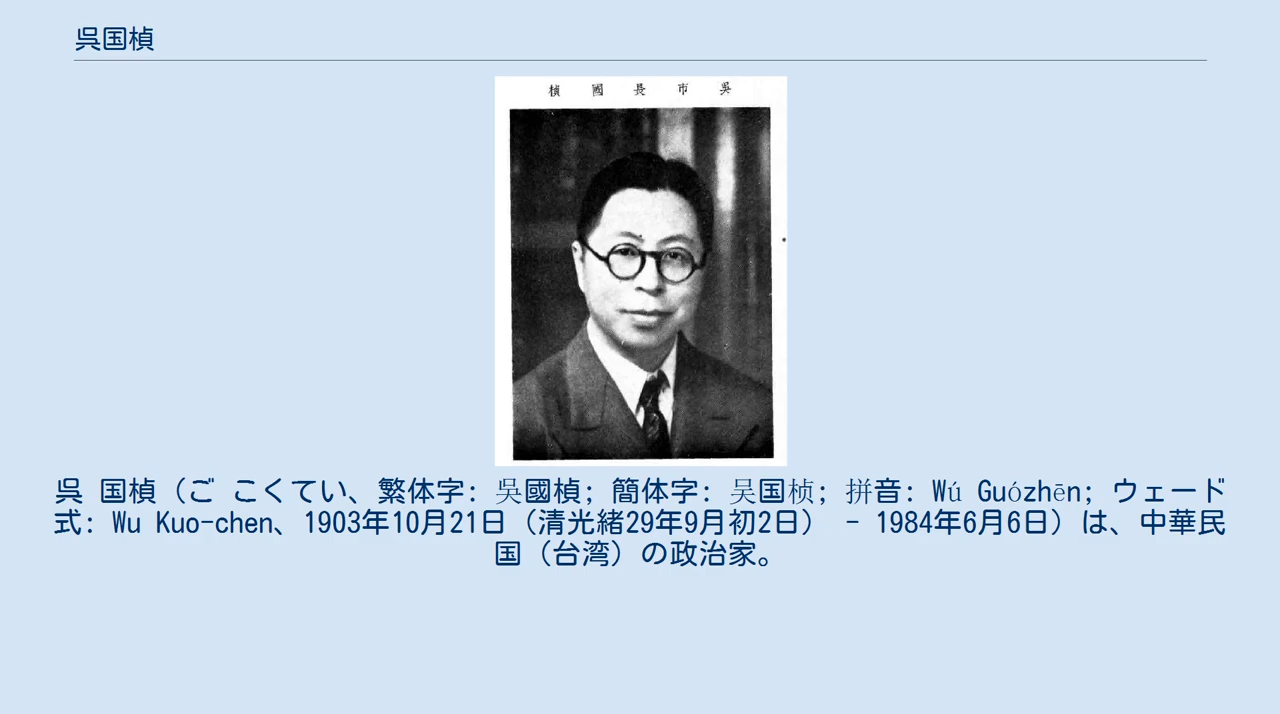 呉国楨
楨國長市吳
呉 国楨（ご こくてい、繁体字: 吳國楨; 簡体字: 吴国桢; 拼音: Wú Guózhēn; ウェード
式: Wu Kuo-chen、1903年10月21日（清光緒29年9月初2日） - 1984年6月6日）は、中華民
国（台湾）の政治家。